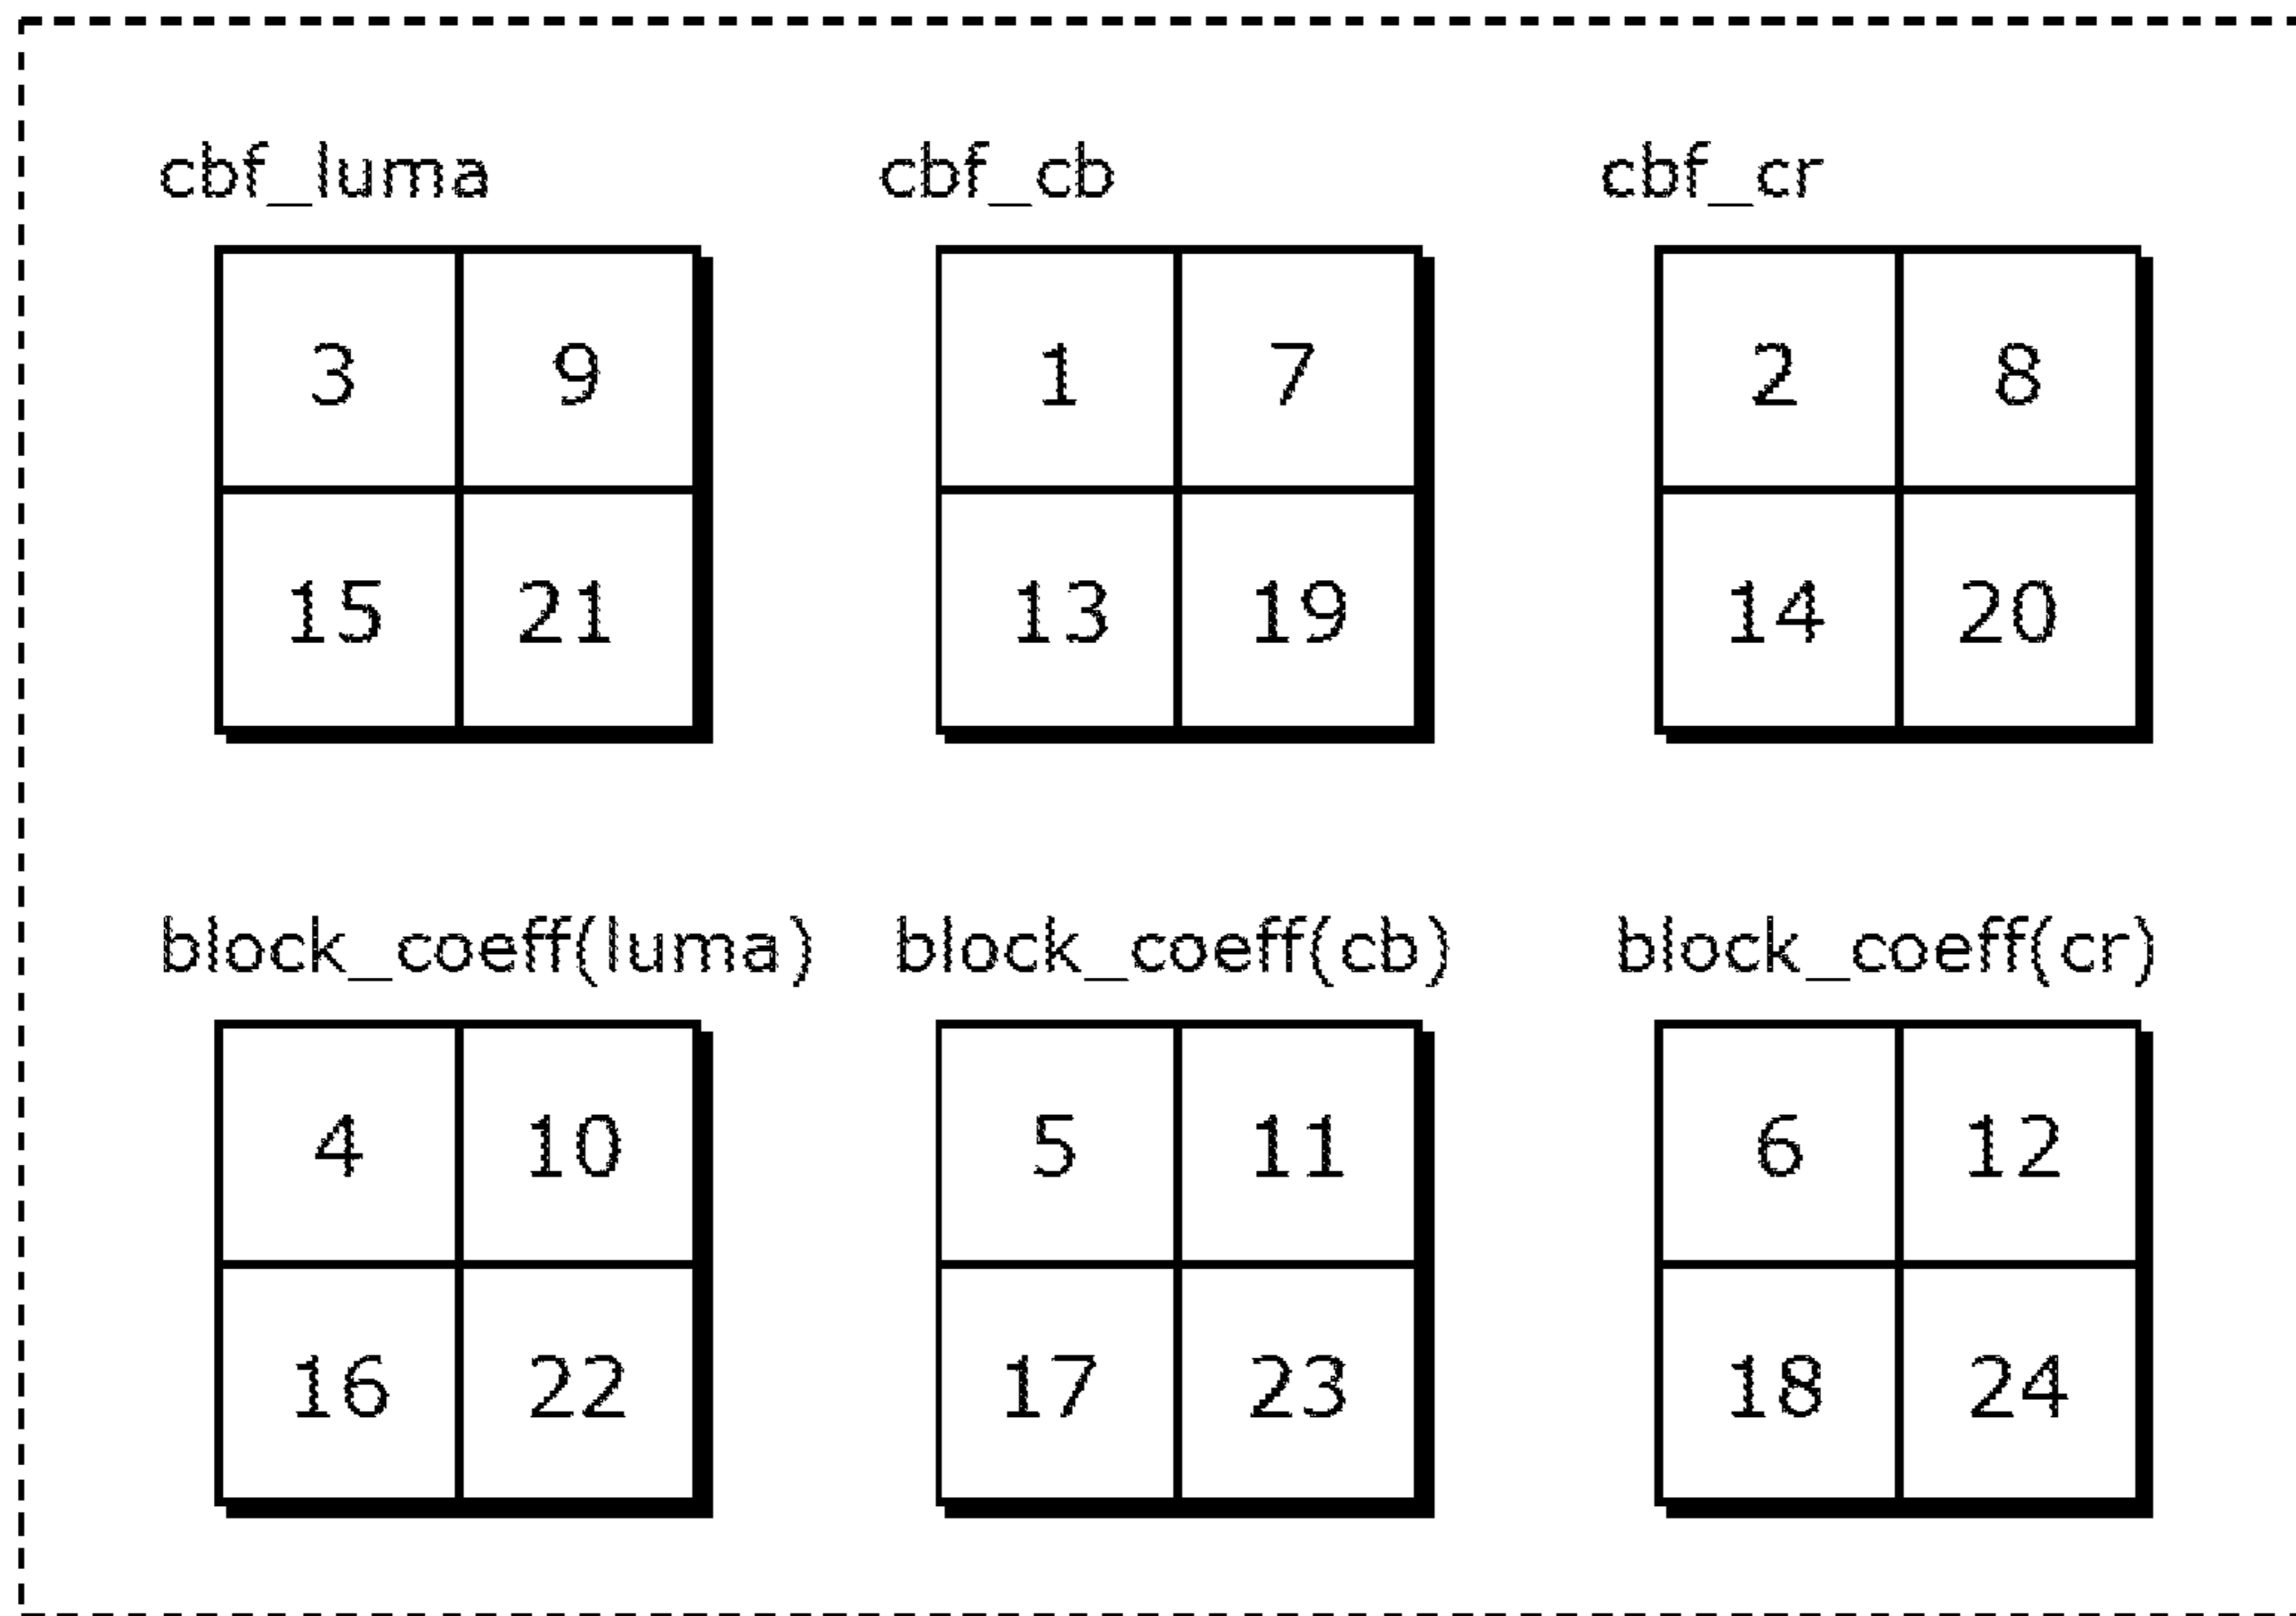 cbf_luma cbf_cb cbf_cr
3 9 1 7 2 8
15 21 13 19 14 20
block_coeff(luma) block_coeff(cb) block_coeff(cr)
4 10 5 11 6 12
16 22 17 23 18 24